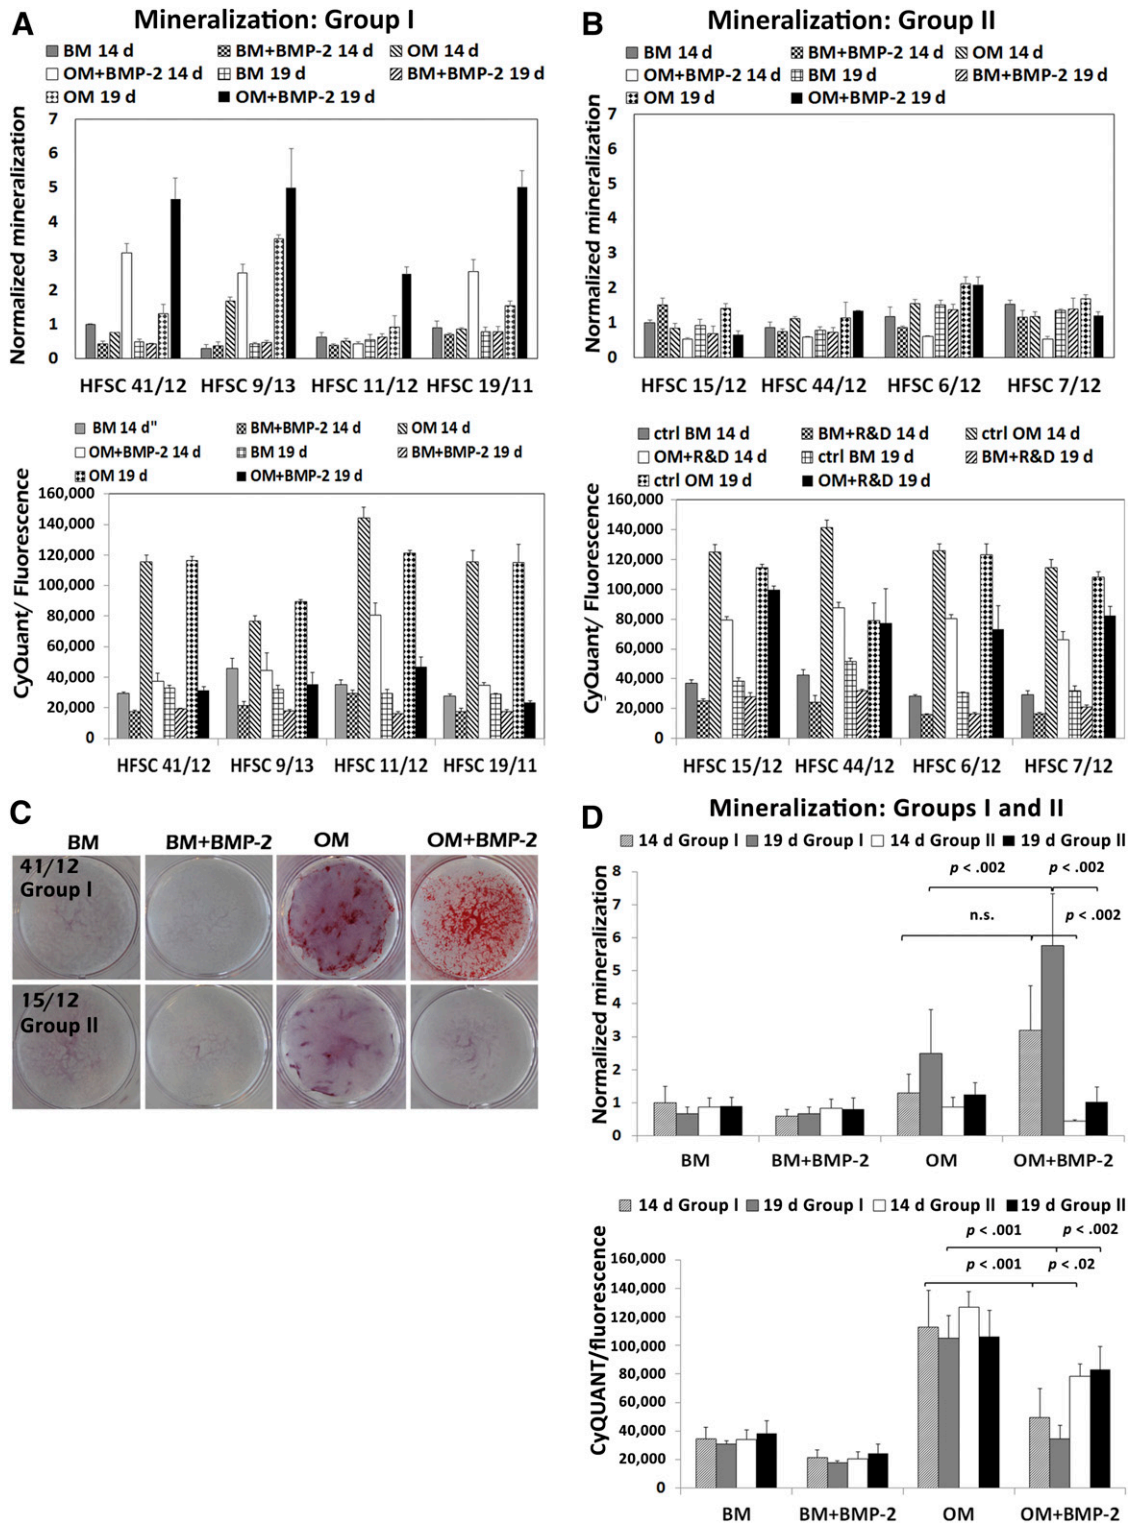 A
Mineralization: Group I
BM 14 d BM+BMP-2 14 d OM 14 d
OM+BMP-2 14 d BM 19 d BM+BMP-2 19 d
OM 19 d OM+BMP-2 19 d
Normalized mineralization
7
6
5
4
3
2
1
0
HFSC 41/12 HFSC 9/13 HFSC 11/12 HFSC 19/11
BM 14 d" BM+BMP-2 14 d OM 14 d
OM+BMP-2 14 d BM 19 d BM+BMP-2 19 d
OM 19 d OM+BMP-2 19 d
CyQuant/ Fluorescence
160,000
140,000
120,000
100,000
80,000
60,000
40,000
20,000
0
HFSC 41/12 HFSC 9/13 HFSC 11/12 HFSC 19/11
B
Mineralization: Group II
BM 14 d BM+BMP-2 14 d OM 14 d
OM+BMP-2 14 d BM 19 d BM+BMP-2 19 d
OM 19 d OM+BMP-2 19 d
Normalized mineralization
7
6
5
4
3
2
1
0
HFSC 15/12 HFSC 44/12 HFSC 6/12 HFSC 7/12
ctrl BM 14 d BM+R&D 14 d ctrl OM 14 d
OM+R&D 14 d ctrl BM 19 d BM+R&D 19 d
ctrl OM 19 d OM+R&D 19 d
CyQuant/ Fluorescence
160,000
140,000
120,000
100,000
80,000
60,000
40,000
20,000
0
HFSC 15/12 HFSC 44/12 HFSC 6/12 HFSC 7/12
C
BM BM+BMP-2 OM OM+BMP-2
41/12
Group I
15/12
Group II
D
Mineralization: Groups I and II
14 d Group I 19 d Group I 14 d Group II 19 d Group II
p < .002 p < .002
n.s. p < .002
Normalized mineralization
8
7
6
5
4
3
2
1
0
BM BM+BMP-2 OM OM+BMP-2
14 d Group I 19 d Group I 14 d Group II 19 d Group II
p < .001 p < .002
p < .001 p < .02
CyQUANT/fluorescence
160,000
140,000
120,000
100,000
80,000
60,000
40,000
20,000
0
BM BM+BMP-2 OM OM+BMP-2